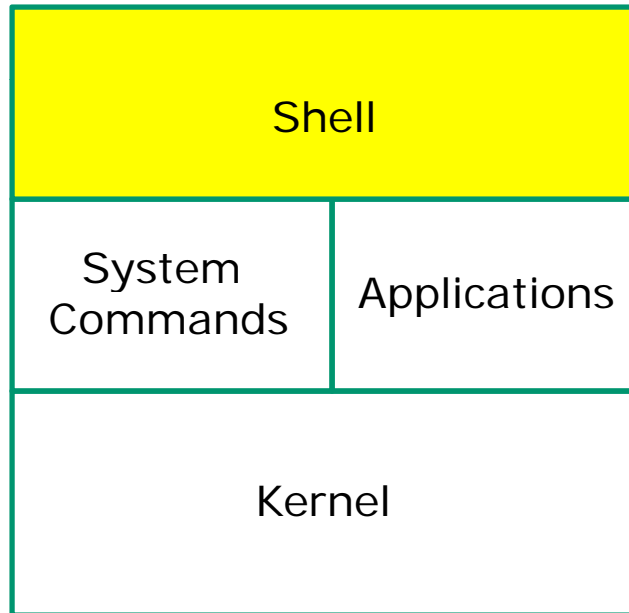 Shell
System
Commands
Applications
Kernel